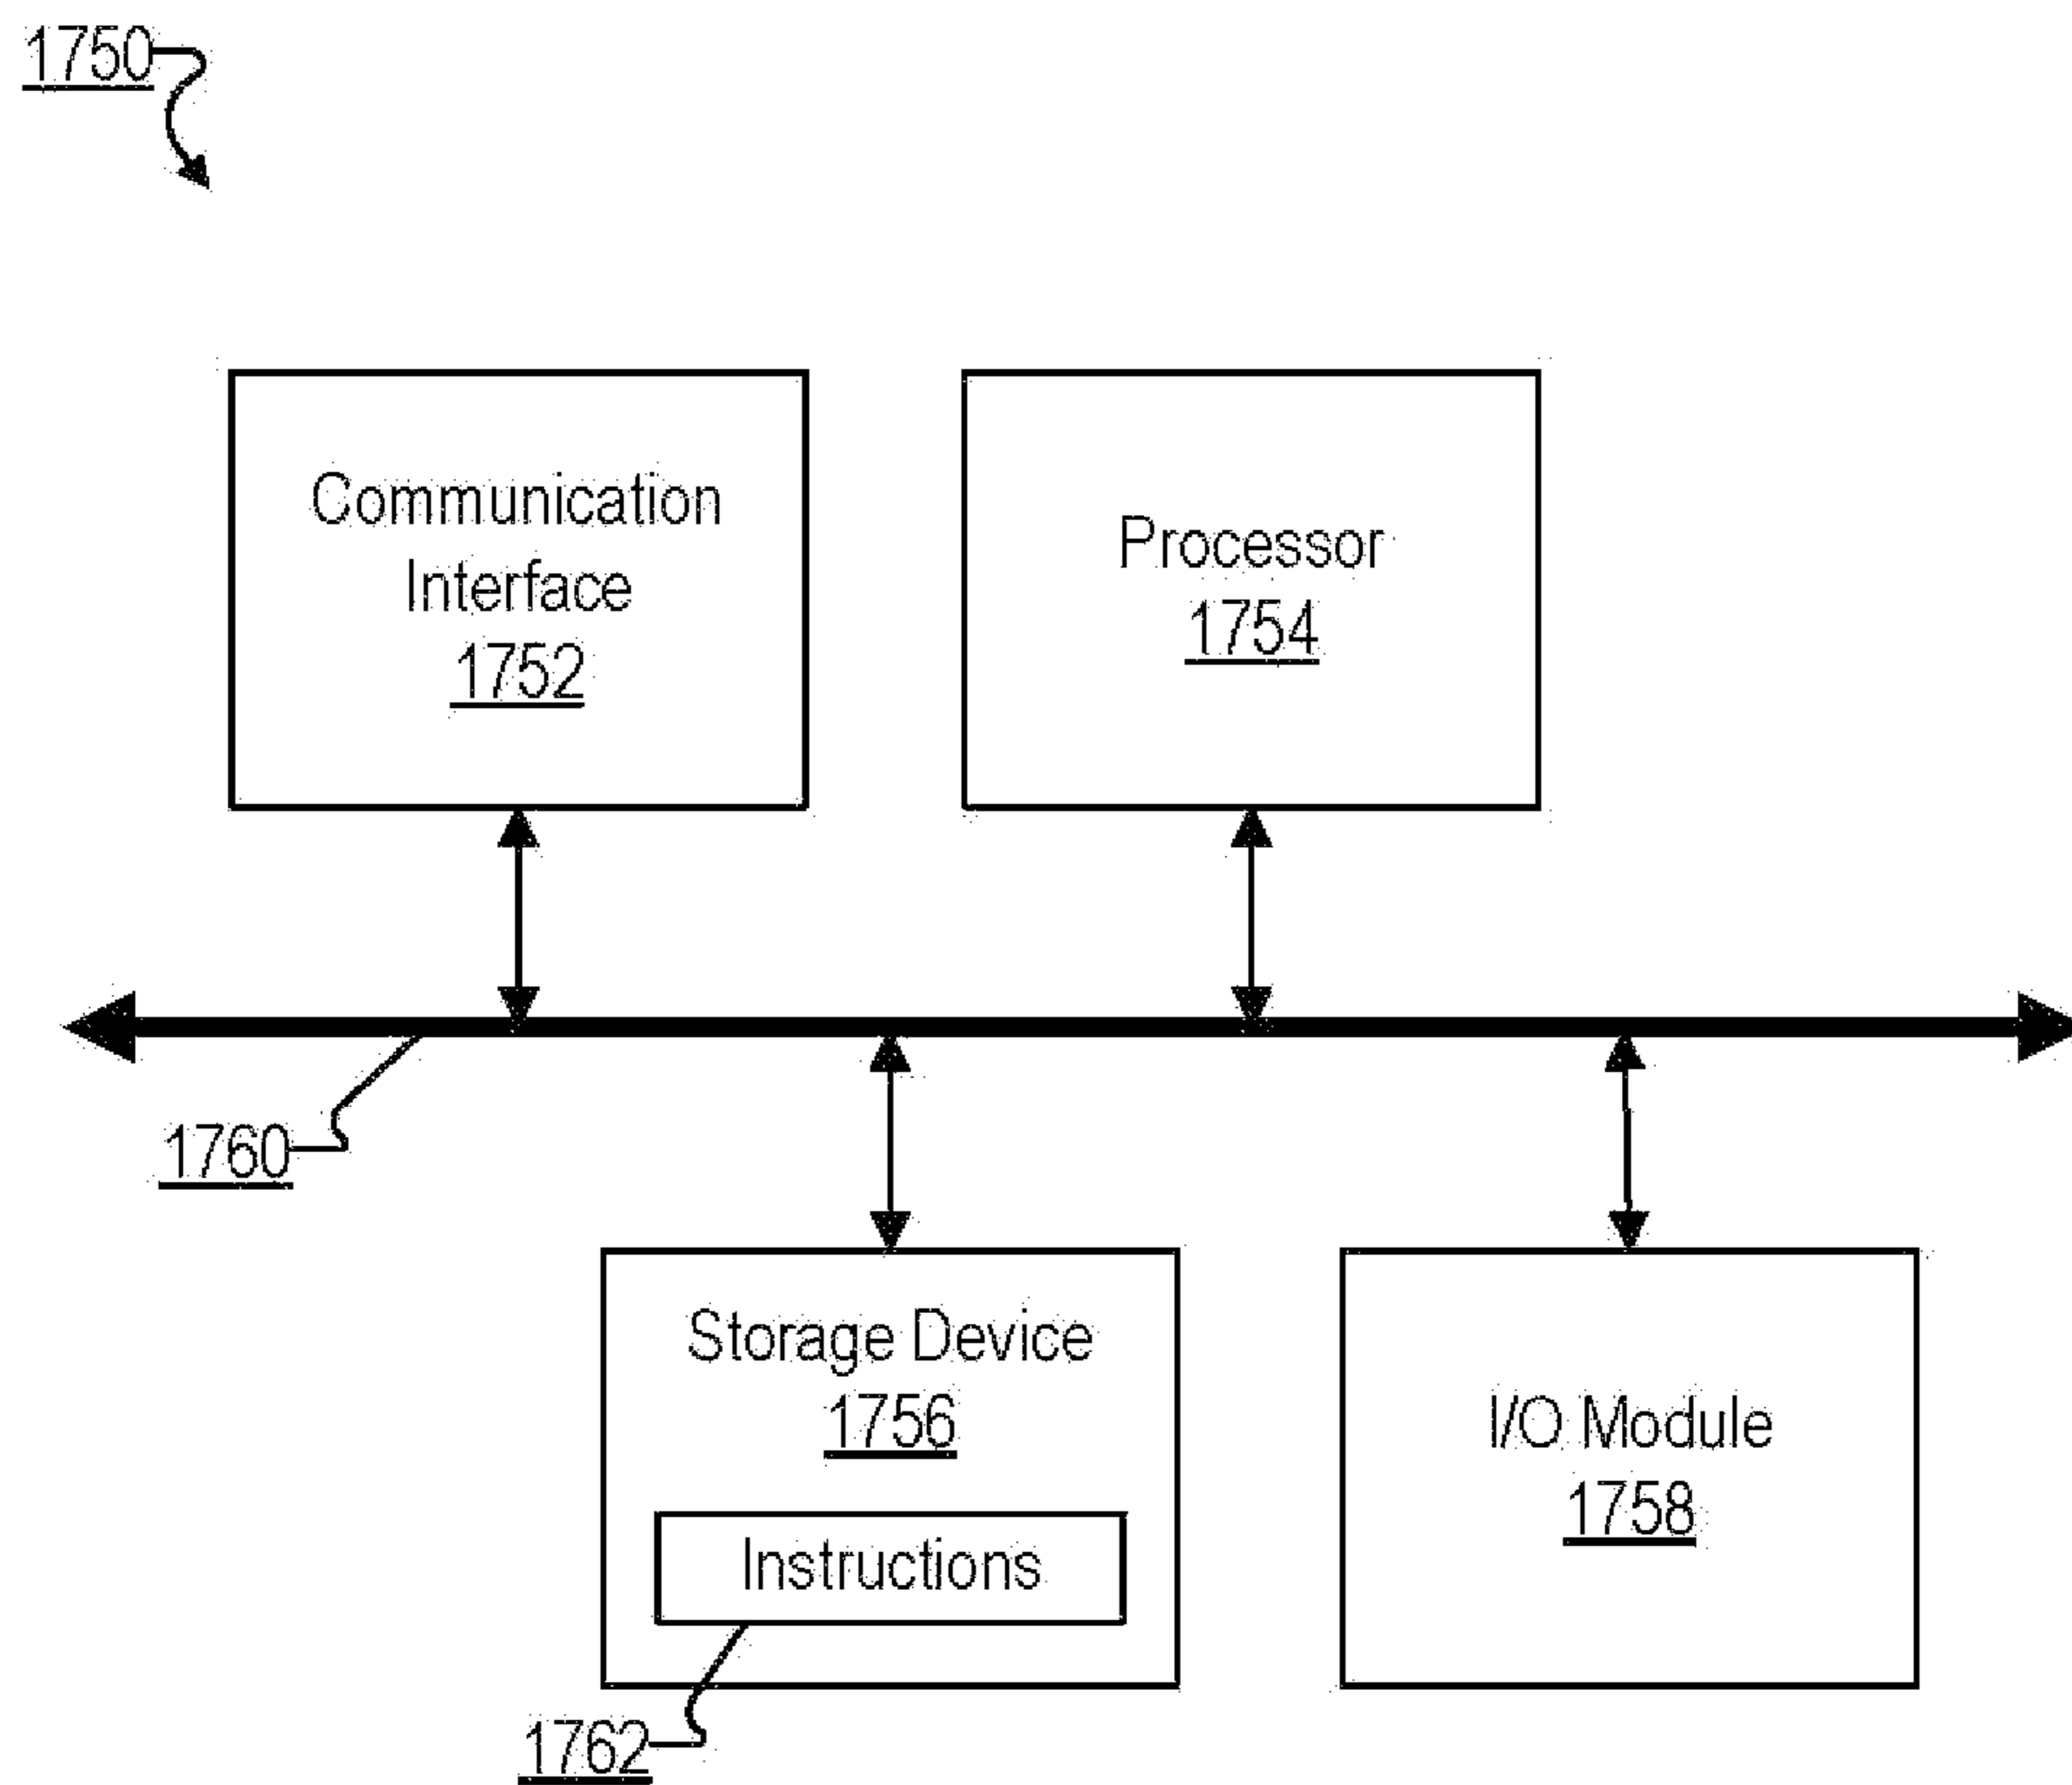 1750
Communication
Interface
1752
Processor
1754
1760
Storage Device
1756
Instructions
1762
I/O Module
1758